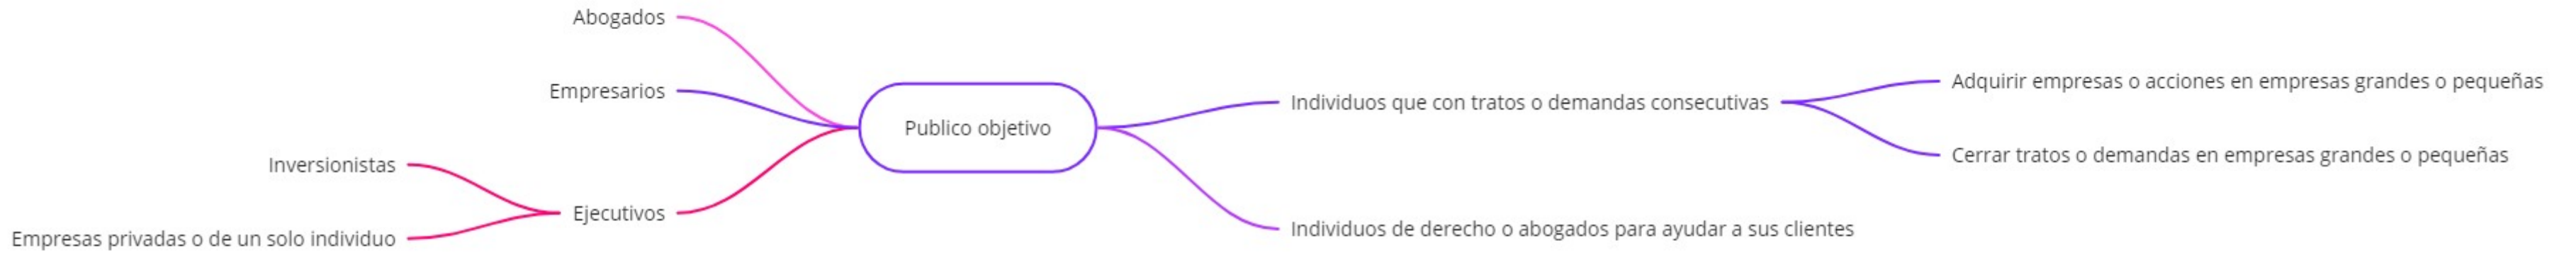 Abogados
Empresarios
Inversionistas
Ejecutivos
Empresas privadas o de un solo individuo
Publico objetivo
Individuos que con tratos o demandas consecutivas
Adquirir empresas o acciones en empresas grandes o pequeñas
Cerrar tratos o demandas en empresas grandes o pequeñas
Individuos de derecho o abogados para ayudar a sus clientes